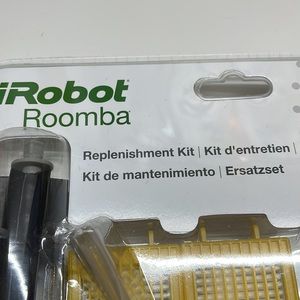 iRobot
Roomba
Replenishment Kit | Kit d'entretien |
Kit de mantenimiento | Ersatzset